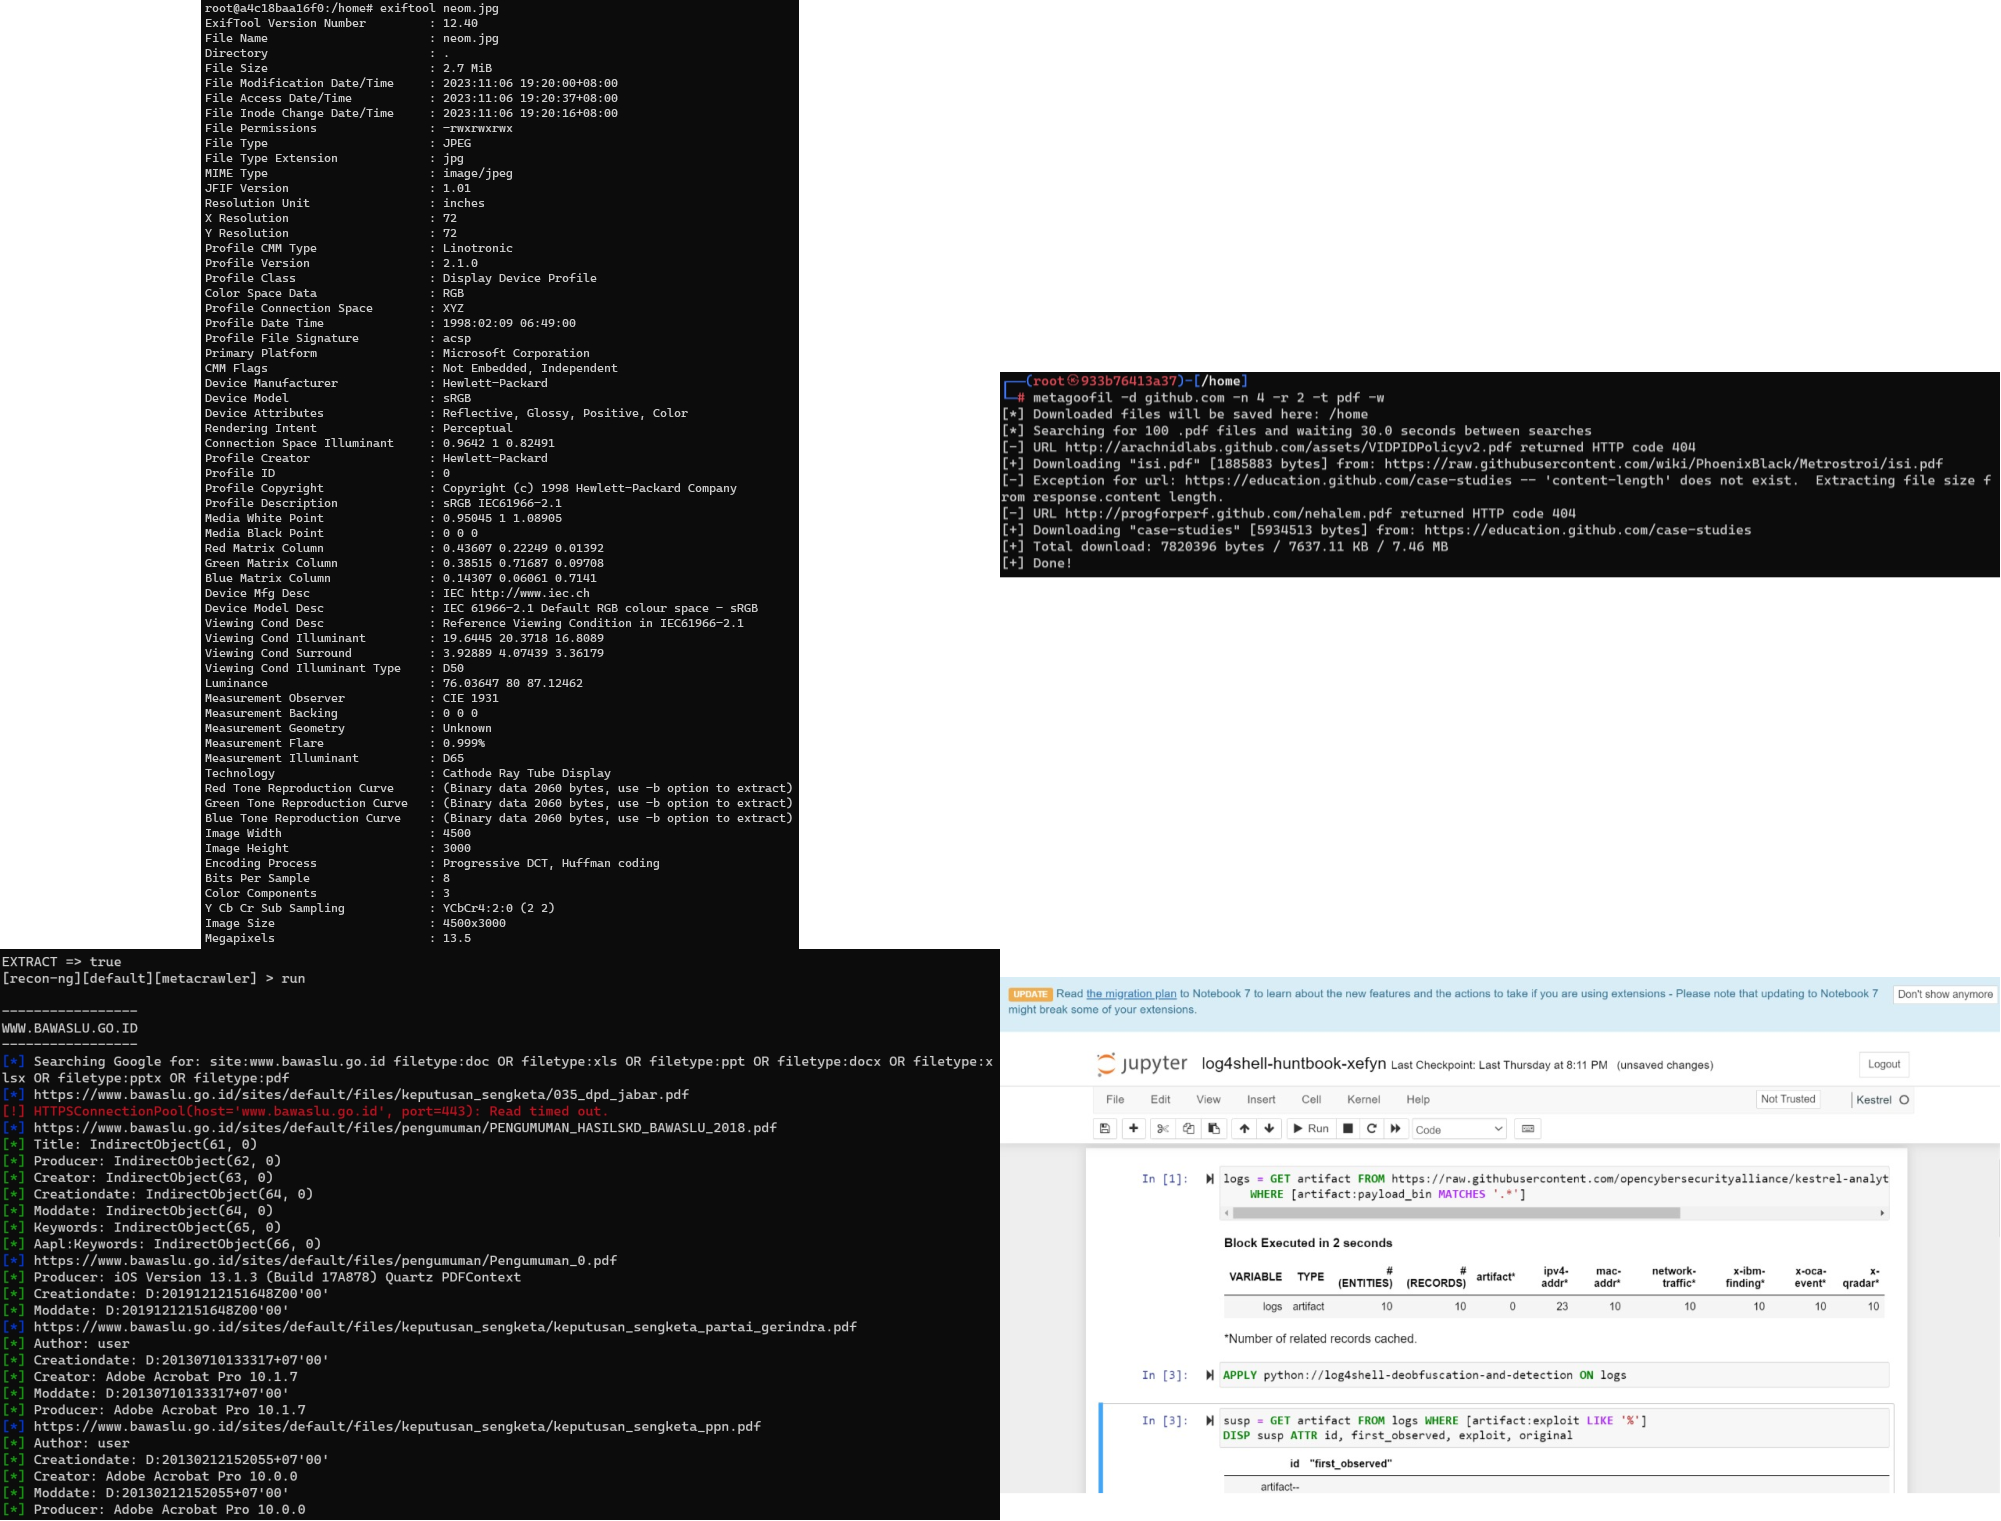 root@a4c18baa16f0:/home# exiftool neom.jpg
ExifTool Version Number : 12.40
File Name : neom.jpg
Directory : .
File Size : 2.7 MiB
File Modification Date/Time : 2023:11:06 19:20:00+08:00
File Access Date/Time : 2023:11:06 19:20:37+08:00
File Inode Change Date/Time : 2023:11:06 19:20:16+08:00
File Permissions : -rwxrwxrwx
File Type : JPEG
File Type Extension : jpg
MIME Type : image/jpeg
JFIF Version : 1.01
Resolution Unit : inches
X Resolution : 72
Y Resolution : 72
Profile CMM Type : Linotronic
Profile Version : 2.1.0
Profile Class : Display Device Profile
Color Space Data : RGB
Profile Connection Space : XYZ
Profile Date Time : 1998:02:09 06:49:00
Profile File Signature : acsp
Primary Platform : Microsoft Corporation
CMM Flags : Not Embedded, Independent
Device Manufacturer : Hewlett-Packard
Device Model : sRGB
Device Attributes : Reflective, Glossy, Positive, Color
Rendering Intent : Perceptual
Connection Space Illuminant : 0.9642 1 0.82491
Profile Creator : Hewlett-Packard
Profile ID : 0
Profile Copyright : Copyright (c) 1998 Hewlett-Packard Company
Profile Description : sRGB IEC61966-2.1
Media White Point : 0.95045 1 1.08905
Media Black Point : 0 0 0
Red Matrix Column : 0.43607 0.22249 0.01392
Green Matrix Column : 0.38515 0.71687 0.09708
Blue Matrix Column : 0.14307 0.06061 0.7141
Device Mfg Desc : IEC http://www.iec.ch
Device Model Desc : IEC 61966-2.1 Default RGB colour space - sRGB
Viewing Cond Desc : Reference Viewing Condition in IEC61966-2.1
Viewing Cond Illuminant : 19.6445 20.3718 16.8089
Viewing Cond Surround : 3.92889 4.07439 3.36179
Viewing Cond Illuminant Type : D50
Luminance : 76.03647 80 87.12462
Measurement Observer : CIE 1931
Measurement Backing : 0 0 0
Measurement Geometry : Unknown
Measurement Flare : 0.999%
Measurement Illuminant : D65
Technology : Cathode Ray Tube Display
Red Tone Reproduction Curve : (Binary data 2060 bytes, use -b option to extract)
Green Tone Reproduction Curve : (Binary data 2060 bytes, use -b option to extract)
Blue Tone Reproduction Curve : (Binary data 2060 bytes, use -b option to extract)
Image Width : 4500
Image Height : 3000
Encoding Process : Progressive DCT, Huffman coding
Bits Per Sample : 8
Color Components : 3
Y Cb Cr Sub Sampling : YCbCr4:2:0 (2 2)
Image Size : 4500x3000
Megapixels : 13.5
┌──(root㉿933b76413a37)-[/home]
└─# metagoofil -d github.com -n 4 -r 2 -t pdf -w
[*] Downloaded files will be saved here: /home
[*] Searching for 100 .pdf files and waiting 30.0 seconds between searches
[-] URL http://arachnidlabs.github.com/assets/VIDPIDPolicyv2.pdf returned HTTP code 404
[+] Downloading "isi.pdf" [1885883 bytes] from: https://raw.githubusercontent.com/wiki/PhoenixBlack/Metrostroi/isi.pdf
[-] Exception for url: https://education.github.com/case-studies -- 'content-length' does not exist.  Extracting file size f
rom response.content length.
[-] URL http://progforperf.github.com/nehalem.pdf returned HTTP code 404
[+] Downloading "case-studies" [5934513 bytes] from: https://education.github.com/case-studies
[+] Total download: 7820396 bytes / 7637.11 KB / 7.46 MB
[+] Done!
EXTRACT => true
[recon-ng][default][metacrawler] > run
-----------------
WWW.BAWASLU.GO.ID
-----------------
[*] Searching Google for: site:www.bawaslu.go.id filetype:doc OR filetype:xls OR filetype:ppt OR filetype:docx OR filetype:x
lsx OR filetype:pptx OR filetype:pdf
[*] https://www.bawaslu.go.id/sites/default/files/keputusan_sengketa/035_dpd_jabar.pdf
[!] HTTPSConnectionPool(host='www.bawaslu.go.id', port=443): Read timed out.
[*] https://www.bawaslu.go.id/sites/default/files/pengumuman/PENGUMUMAN_HASILSKD_BAWASLU_2018.pdf
[*] Title: IndirectObject(61, 0)
[*] Producer: IndirectObject(62, 0)
[*] Creator: IndirectObject(63, 0)
[*] Creationdate: IndirectObject(64, 0)
[*] Moddate: IndirectObject(64, 0)
[*] Keywords: IndirectObject(65, 0)
[*] Aapl:Keywords: IndirectObject(66, 0)
[*] https://www.bawaslu.go.id/sites/default/files/pengumuman/Pengumuman_0.pdf
[*] Producer: iOS Version 13.1.3 (Build 17A878) Quartz PDFContext
[*] Creationdate: D:20191212151648Z00'00'
[*] Moddate: D:20191212151648Z00'00'
[*] https://www.bawaslu.go.id/sites/default/files/keputusan_sengketa/keputusan_sengketa_partai_gerindra.pdf
[*] Author: user
[*] Creationdate: D:20130710133317+07'00'
[*] Creator: Adobe Acrobat Pro 10.1.7
[*] Moddate: D:20130710133317+07'00'
[*] Producer: Adobe Acrobat Pro 10.1.7
[*] https://www.bawaslu.go.id/sites/default/files/keputusan_sengketa/keputusan_sengketa_ppn.pdf
[*] Author: user
[*] Creationdate: D:20130212152055+07'00'
[*] Creator: Adobe Acrobat Pro 10.0.0
[*] Moddate: D:20130212152055+07'00'
[*] Producer: Adobe Acrobat Pro 10.0.0
UPDATE Read the migration plan to Notebook 7 to learn about the new features and the actions to take if you are using extensions - Please note that updating to Notebook 7 Don't show anymore
might break some of your extensions.
jupyter log4shell-huntbook-xefyn Last Checkpoint: Last Thursday at 8:11 PM (unsaved changes) Logout
File Edit View Insert Cell Kernel Help Not Trusted Kestrel
Run Code
In [1]: logs = GET artifact FROM https://raw.githubusercontent.com/opencybersecurityalliance/kestrel-analyt
WHERE [artifact:payload_bin MATCHES '.*']
Block Executed in 2 seconds
VARIABLE TYPE # (ENTITIES) # (RECORDS) artifact* ipv4-addr* mac-addr* network-traffic* x-ibm-finding* x-oca-event* x-qradar*
logs artifact 10 10 0 23 10 10 10 10 10
*Number of related records cached.
In [3]: APPLY python://log4shell-deobfuscation-and-detection ON logs
In [3]: susp = GET artifact FROM logs WHERE [artifact:exploit LIKE '%']
DISP susp ATTR id, first_observed, exploit, original
id "first_observed"
artifact--